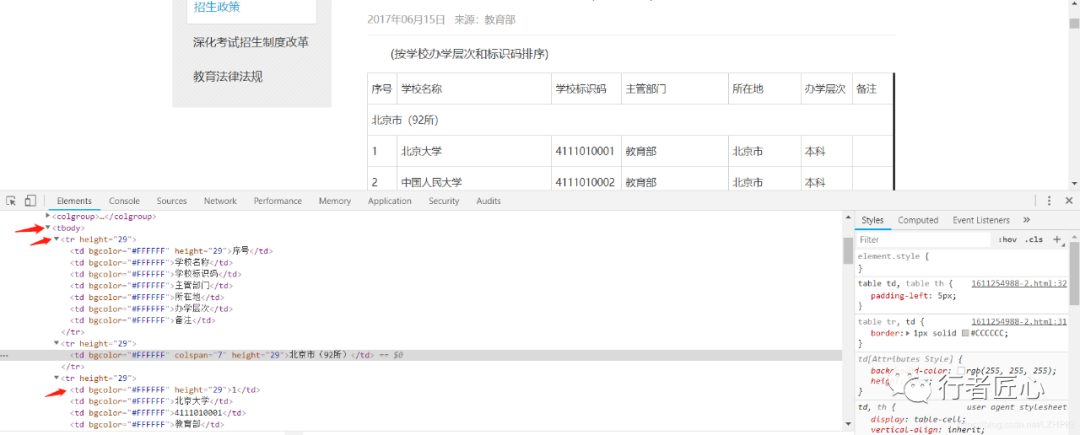 招生政策
深化考试招生制度改革
教育法律法规
2017年06月15日 来源：教育部
(按学校办学层次和标识码排序)
序号 学校名称 学校标识码 主管部门 所在地 办学层次 备注
北京市（92所）
1 北京大学 4111010001 教育部 北京市 本科
2 中国人民大学 4111010002 教育部 北京市 本科
Elements Console Sources Network Performance Memory Application Security Audits
<colgroup>…</colgroup>
<tbody>
<tr height="29">
<td bgcolor="#FFFFFF" height="29">序号</td>
<td bgcolor="#FFFFFF">学校名称</td>
<td bgcolor="#FFFFFF">学校标识码</td>
<td bgcolor="#FFFFFF">主管部门</td>
<td bgcolor="#FFFFFF">所在地</td>
<td bgcolor="#FFFFFF">办学层次</td>
<td bgcolor="#FFFFFF">备注</td>
</tr>
<tr height="29">
<td bgcolor="#FFFFFF" colspan="7" height="29">北京市（92所）</td> == $0
</tr>
<tr height="29">
<td bgcolor="#FFFFFF" height="29">1</td>
<td bgcolor="#FFFFFF">北京大学</td>
<td bgcolor="#FFFFFF">4111010001</td>
<td bgcolor="#FFFFFF">教育部</td>
Styles Computed Event Listeners »
Filter :hov .cls +
element.style {
}
table td, table th { 1611254988-2.html:32
padding-left: 5px;
}
table tr, td { 1611254988-2.html:31
border: 1px solid #CCCCCC;
}
td[Attributes Style] {
rgb(255, 255, 255);
行者匠心
}
td, th { user agent stylesheet
display: table-cell;
vertical-align: inherit;